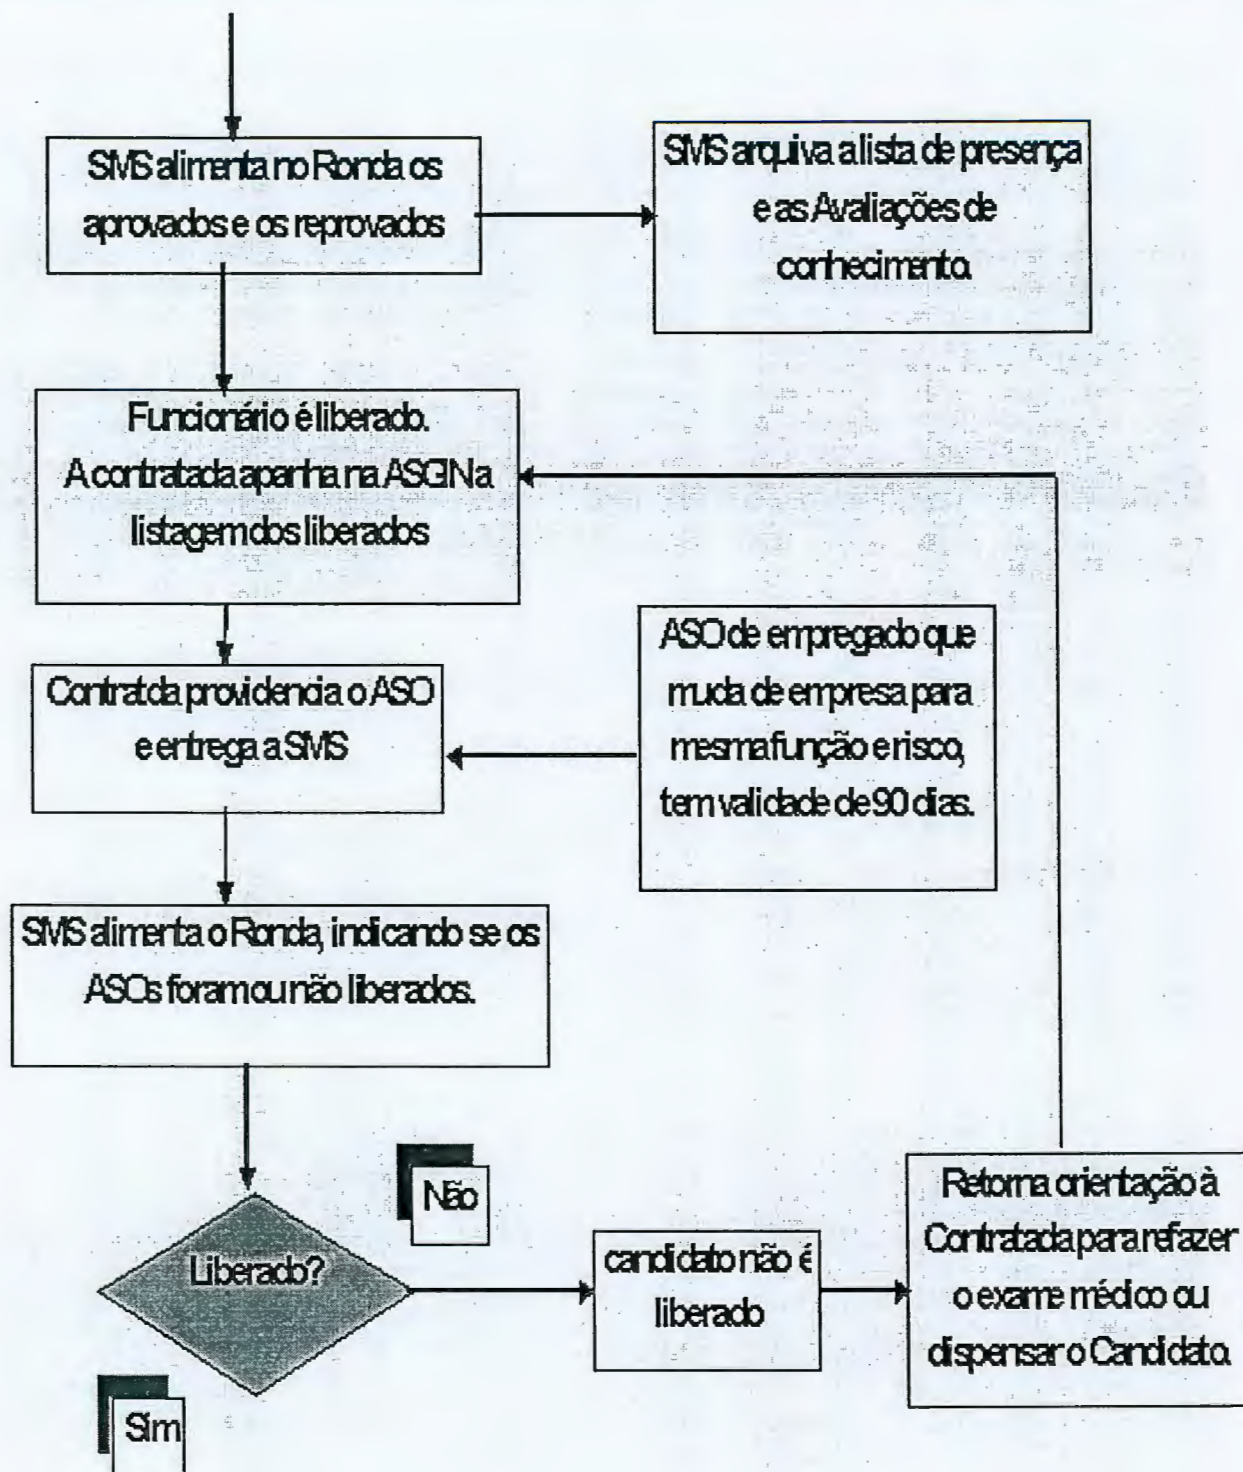 SMS alimenta no Ronda os
aprovados e os reprovados
SMS arquiva a lista de presença
e as Avaliações de
conhecimento.
Funcionário é liberado.
A contratada apanha na ASGIN a
listagem dos liberados
Contratda providencia o ASO
e entrega a SMS
ASO de empregado que
muda de empresa para
mesma função e risco,
tem validade de 90 dias.
SMS alimenta o Ronda, indicando se os
ASOs foram ou não liberados.
Não
Liberado?
candidato não é
liberado
Retorna orientação à
Contratada para refazer
o exame médico ou
dispensar o Candidato.
Sim